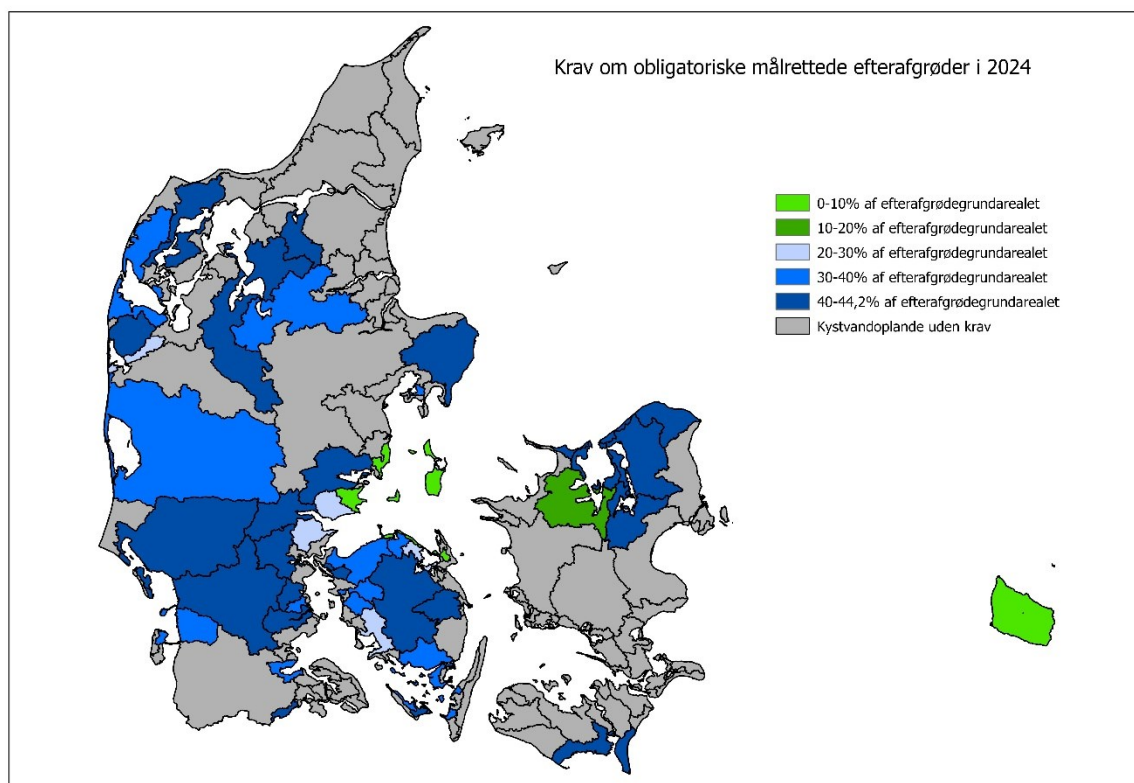 Krav om obligatoriske målrettede efterafgrøder i 2024
0-10% af efterafgrødegrundarealet
10-20% af efterafgrødegrundarealet
20-30% af efterafgrødegrundarealet
30-40% af efterafgrødegrundarealet
40-44,2% af efterafgrødegrundarealet
Kystvandoplande uden krav